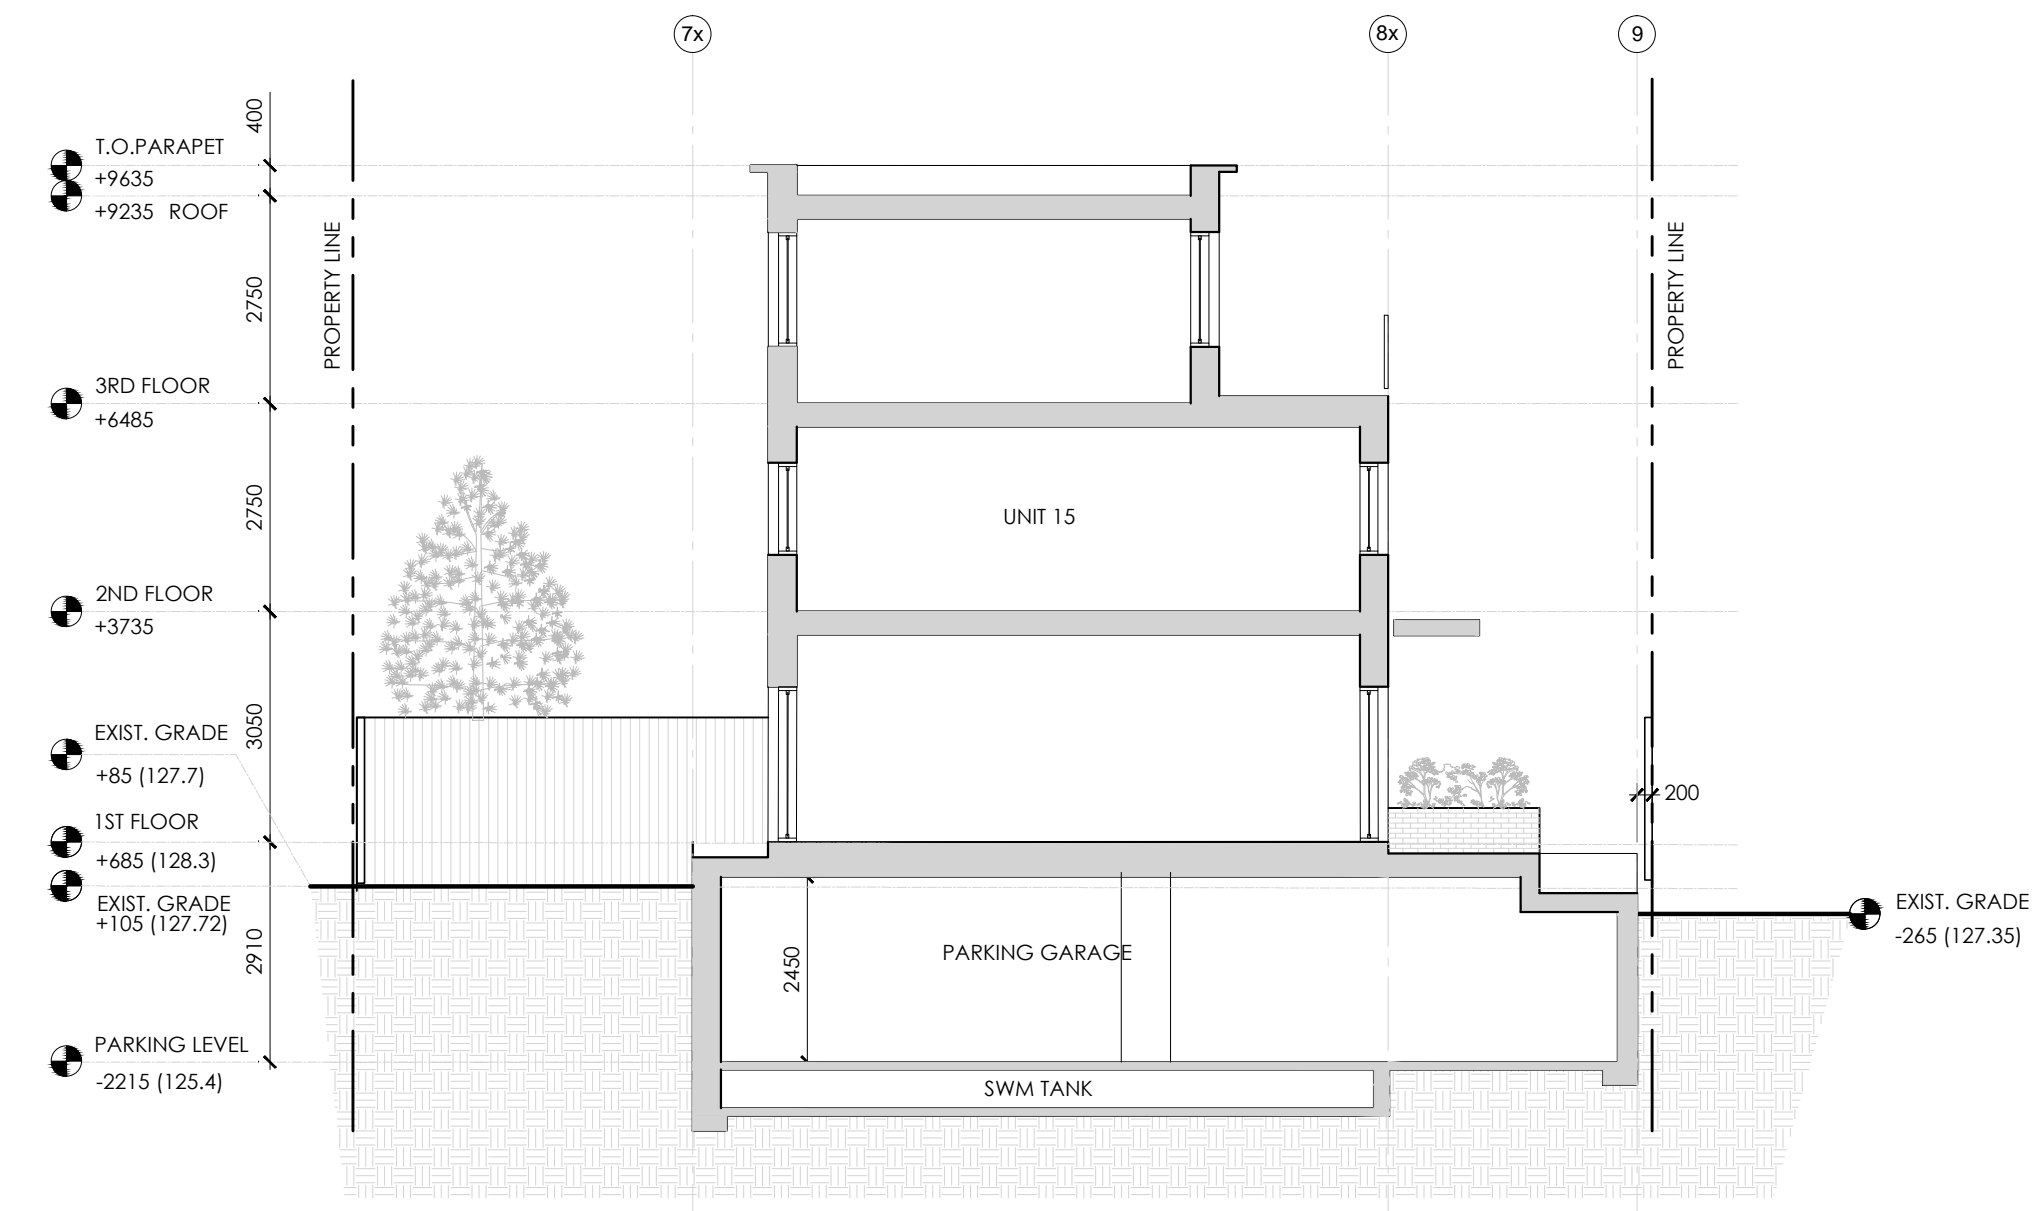 7x
8x
9
400
T.O.PARAPET
+9635
+9235 ROOF
PROPERTY LINE
PROPERTY LINE
2750
3RD FLOOR
+6485
2750
UNIT 15
2ND FLOOR
+3735
3050
EXIST. GRADE
+85 (127.7)
200
1ST FLOOR
+685 (128.3)
EXIST. GRADE
+105 (127.72)
EXIST. GRADE
-265 (127.35)
2910
2450
PARKING GARAGE
PARKING LEVEL
-2215 (125.4)
SWM TANK